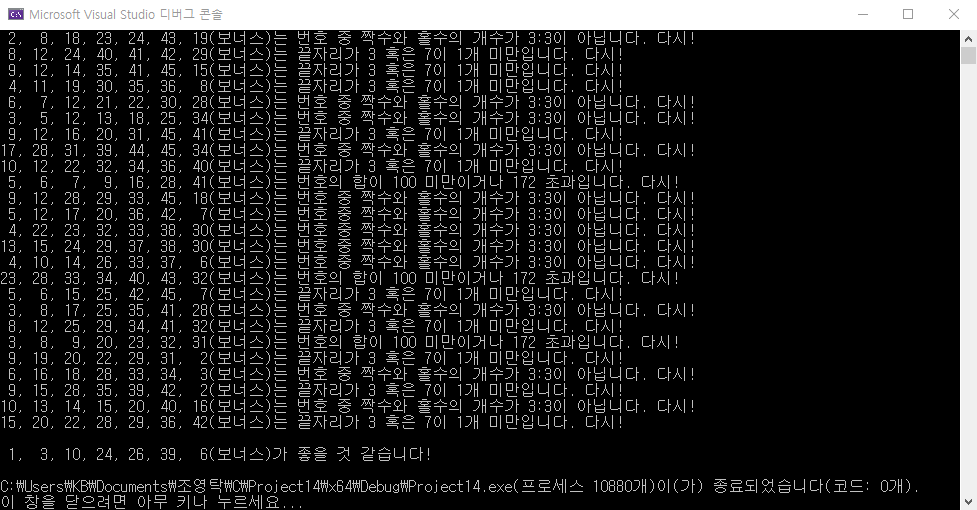 Microsoft Visual Studio 디버그 콘솔
2,  8, 18, 23, 24, 43, 19(보너스)는 번호 중 짝수와 홀수의 개수가 3:3이 아닙니다. 다시!
8, 12, 24, 40, 41, 42, 29(보너스)는 끝자리가 3 혹은 7이 1개 미만입니다. 다시!
9, 12, 14, 35, 41, 45, 15(보너스)는 끝자리가 3 혹은 7이 1개 미만입니다. 다시!
4, 11, 19, 30, 35, 36,  8(보너스)는 끝자리가 3 혹은 7이 1개 미만입니다. 다시!
6,  7, 12, 21, 22, 30, 28(보너스)는 번호 중 짝수와 홀수의 개수가 3:3이 아닙니다. 다시!
3,  5, 12, 13, 18, 25, 34(보너스)는 번호 중 짝수와 홀수의 개수가 3:3이 아닙니다. 다시!
9, 12, 16, 20, 31, 45, 41(보너스)는 끝자리가 3 혹은 7이 1개 미만입니다. 다시!
17, 28, 31, 39, 44, 45, 34(보너스)는 번호 중 짝수와 홀수의 개수가 3:3이 아닙니다. 다시!
10, 12, 22, 32, 34, 36, 40(보너스)는 끝자리가 3 혹은 7이 1개 미만입니다. 다시!
5,  6,  7,  9, 16, 28, 41(보너스)는 번호의 합이 100 미만이거나 172 초과입니다. 다시!
9, 12, 28, 29, 33, 45, 18(보너스)는 번호 중 짝수와 홀수의 개수가 3:3이 아닙니다. 다시!
5, 12, 17, 20, 36, 42,  7(보너스)는 번호 중 짝수와 홀수의 개수가 3:3이 아닙니다. 다시!
4, 22, 23, 32, 33, 38, 30(보너스)는 번호 중 짝수와 홀수의 개수가 3:3이 아닙니다. 다시!
13, 15, 24, 29, 37, 38, 30(보너스)는 번호 중 짝수와 홀수의 개수가 3:3이 아닙니다. 다시!
4, 10, 14, 26, 33, 37,  6(보너스)는 번호 중 짝수와 홀수의 개수가 3:3이 아닙니다. 다시!
23, 28, 33, 34, 40, 43, 32(보너스)는 번호의 합이 100 미만이거나 172 초과입니다. 다시!
5,  6, 15, 25, 42, 45,  7(보너스)는 끝자리가 3 혹은 7이 1개 미만입니다. 다시!
3,  8, 17, 25, 35, 41, 28(보너스)는 번호 중 짝수와 홀수의 개수가 3:3이 아닙니다. 다시!
8, 12, 25, 29, 34, 41, 32(보너스)는 끝자리가 3 혹은 7이 1개 미만입니다. 다시!
3,  8,  9, 20, 23, 32, 31(보너스)는 번호의 합이 100 미만이거나 172 초과입니다. 다시!
9, 19, 20, 22, 29, 31,  2(보너스)는 끝자리가 3 혹은 7이 1개 미만입니다. 다시!
6, 16, 18, 28, 33, 34,  3(보너스)는 번호 중 짝수와 홀수의 개수가 3:3이 아닙니다. 다시!
9, 15, 28, 35, 39, 42,  2(보너스)는 끝자리가 3 혹은 7이 1개 미만입니다. 다시!
10, 13, 14, 15, 20, 40, 16(보너스)는 번호 중 짝수와 홀수의 개수가 3:3이 아닙니다. 다시!
15, 20, 22, 28, 29, 36, 42(보너스)는 끝자리가 3 혹은 7이 1개 미만입니다. 다시!
1,  3, 10, 24, 26, 39,  6(보너스)가 좋을 것 같습니다!
C:₩Users₩KB₩Documents₩조영탁₩C₩Project14₩x64₩Debug₩Project14.exe(프로세스 10880개)이(가) 종료되었습니다(코드: 0개).
이 창을 닫으려면 아무 키나 누르세요...